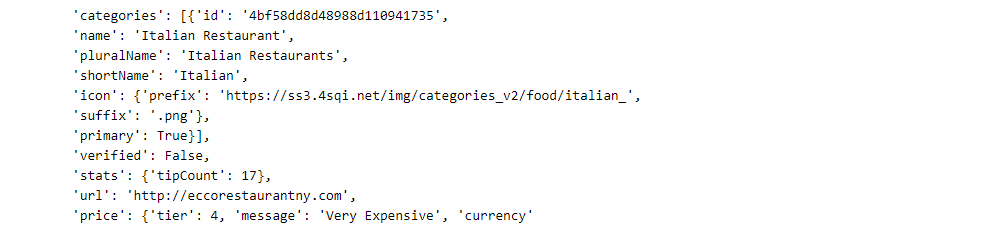 'categories': [{'id': '4bf58dd8d48988d110941735',
'name': 'Italian Restaurant',
'pluralName': 'Italian Restaurants',
'shortName': 'Italian',
'icon': {'prefix': 'https://ss3.4sqi.net/img/categories_v2/food/italian_',
'suffix': '.png'},
'primary': True}],
'verified': False,
'stats': {'tipCount': 17},
'url': 'http://eccorestaurantny.com',
'price': {'tier': 4, 'message': 'Very Expensive', 'currency'